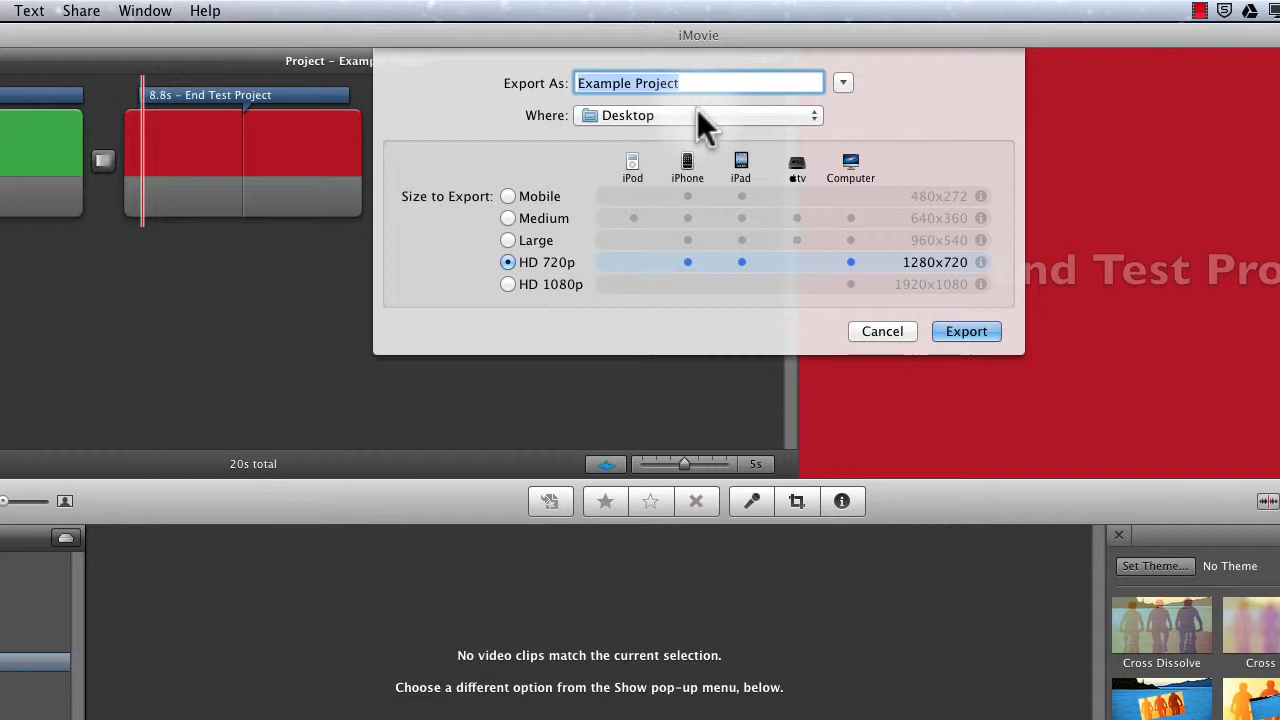 Text Share Window Help
iMovie
Project – Examp
Export As: Example Project
Where: Desktop
8.8s – End Test Project
iPod iPhone iPad tv Computer
Size to Export: Mobile 480x272
Medium 640x360
Large 960x540
HD 720p 1280x720
HD 1080p 1920x1080
nd Test Pro
Cancel Export
20s total 5s
Set Theme... No Theme
Cross Dissolve Cross
No video clips match the current selection.
Choose a different option from the Show pop-up menu, below.